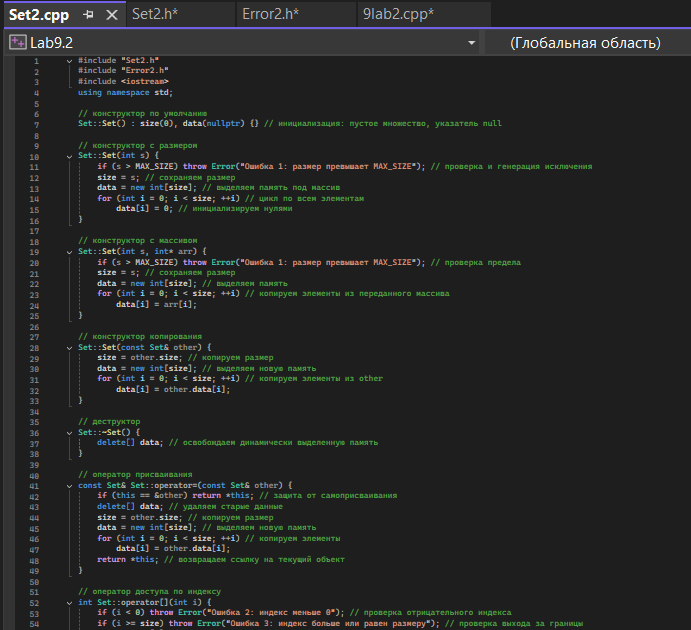 Set2.cpp Set2.h* Error2.h* 9lab2.cpp*
Lab9.2 (Глобальная область)
1 #include "Set2.h"
2 #include "Error2.h"
3 #include <iostream>
4 using namespace std;
5
6 // конструктор по умолчанию
7 Set::Set() : size(0), data(nullptr) {} // инициализация: пустое множество, указатель null
8
9 // конструктор с размером
10 Set::Set(int s) {
11 if (s > MAX_SIZE) throw Error("Ошибка 1: размер превышает MAX_SIZE"); // проверка и генерация исключения
12 size = s; // сохраняем размер
13 data = new int[size]; // выделяем память под массив
14 for (int i = 0; i < size; ++i) // цикл по всем элементам
15 data[i] = 0; // инициализируем нулями
16 }
17
18 // конструктор с массивом
19 Set::Set(int s, int* arr) {
20 if (s > MAX_SIZE) throw Error("Ошибка 1: размер превышает MAX_SIZE"); // проверка предела
21 size = s; // сохраняем размер
22 data = new int[size]; // выделяем память
23 for (int i = 0; i < size; ++i) // копируем элементы из переданного массива
24 data[i] = arr[i];
25 }
26
27 // конструктор копирования
28 Set::Set(const Set& other) {
29 size = other.size; // копируем размер
30 data = new int[size]; // выделяем новую память
31 for (int i = 0; i < size; ++i) // копируем элементы из other
32 data[i] = other.data[i];
33 }
34
35 // деструктор
36 Set::~Set() {
37 delete[] data; // освобождаем динамически выделенную память
38 }
39
40 // оператор присваивания
41 const Set& Set::operator=(const Set& other) {
42 if (this == &other) return *this; // защита от самоприсваивания
43 delete[] data; // удаляем старые данные
44 size = other.size; // копируем размер
45 data = new int[size]; // выделяем новую память
46 for (int i = 0; i < size; ++i) // копируем элементы
47 data[i] = other.data[i];
48 return *this; // возвращаем ссылку на текущий объект
49 }
50
51 // оператор доступа по индексу
52 int Set::operator[](int i) {
53 if (i < 0) throw Error("Ошибка 2: индекс меньше 0"); // проверка отрицательного индекса
54 if (i >= size) throw Error("Ошибка 3: индекс больше или равен размеру"); // проверка выхода за границы